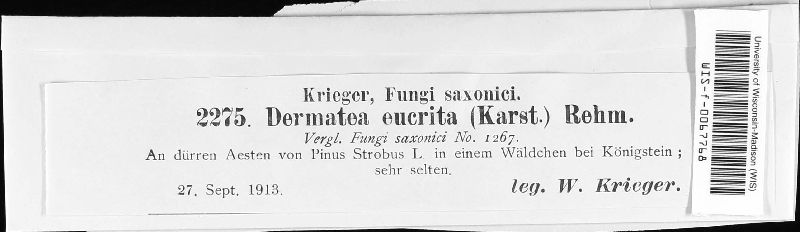 Krieger, Fungi saxonici.
2275. Dermatea eucrita (Karst.) Rehm.
Vergl. Fungi saxonici No. 1267.
An dürren Aesten von Pinus Strobus L in einem Wäldchen bei Königstein ;
sehr selten.
27. Sept. 1913.
leg. W. Krieger.
University of Wisconsin-Madison (WIS)
WIS-f-0067768